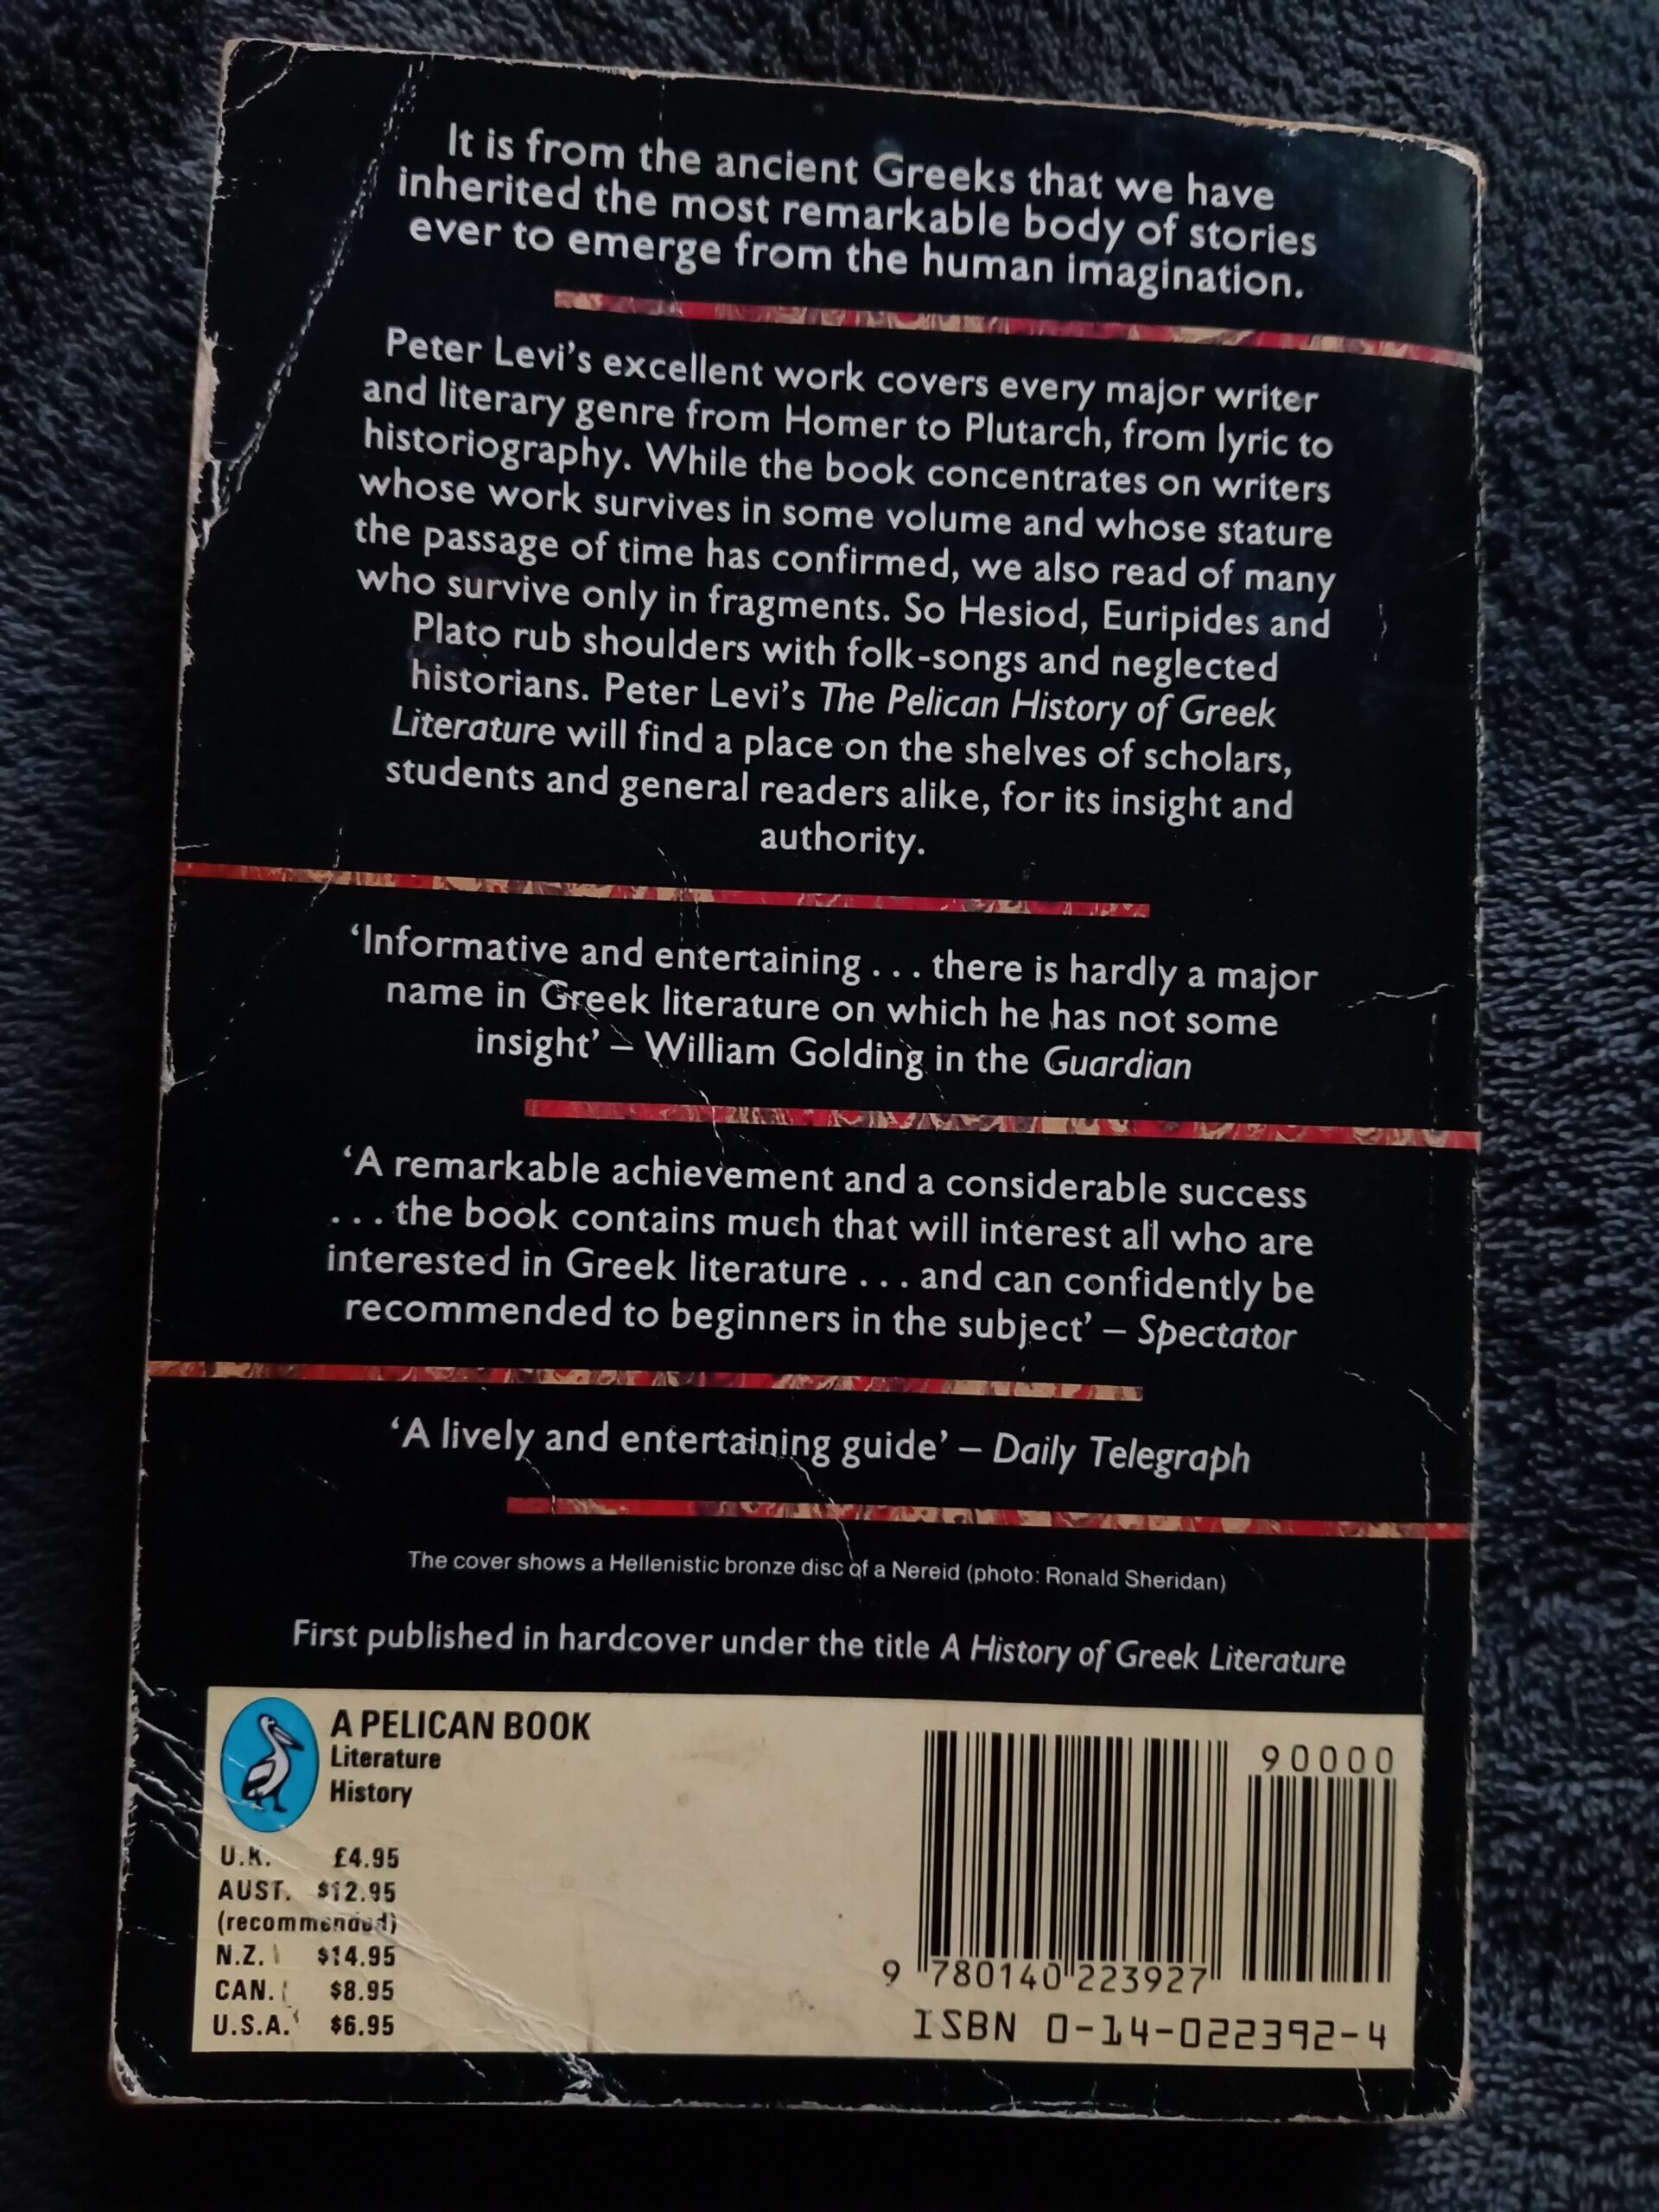 It is from the ancient Greeks that we have
inherited the most remarkable body of stories
ever to emerge from the human imagination.
Peter Levi's excellent work covers every major writer
and literary genre from Homer to Plutarch, from lyric to
historiography. While the book concentrates on writers
whose work survives in some volume and whose stature
the passage of time has confirmed, we also read of many
who survive only in fragments. So Hesiod, Euripides and
Plato rub shoulders with folk-songs and neglected
historians. Peter Levi's The Pelican History of Greek
Literature will find a place on the shelves of scholars,
students and general readers alike, for its insight and
authority.
‘Informative and entertaining . . . there is hardly a major
name in Greek literature on which he has not some
insight’ – William Golding in the Guardian
‘A remarkable achievement and a considerable success
. . . the book contains much that will interest all who are
interested in Greek literature . . . and can confidently be
recommended to beginners in the subject’ – Spectator
‘A lively and entertaining guide’ – Daily Telegraph
The cover shows a Hellenistic bronze disc of a Nereid (photo: Ronald Sheridan)
First published in hardcover under the title A History of Greek Literature
A PELICAN BOOK
Literature
History
U.K. £4.95
AUST. $12.95
(recommended)
N.Z. $14.95
CAN. $8.95
U.S.A. $6.95
90000
9 780140 223927
ISBN 0-14-022392-4